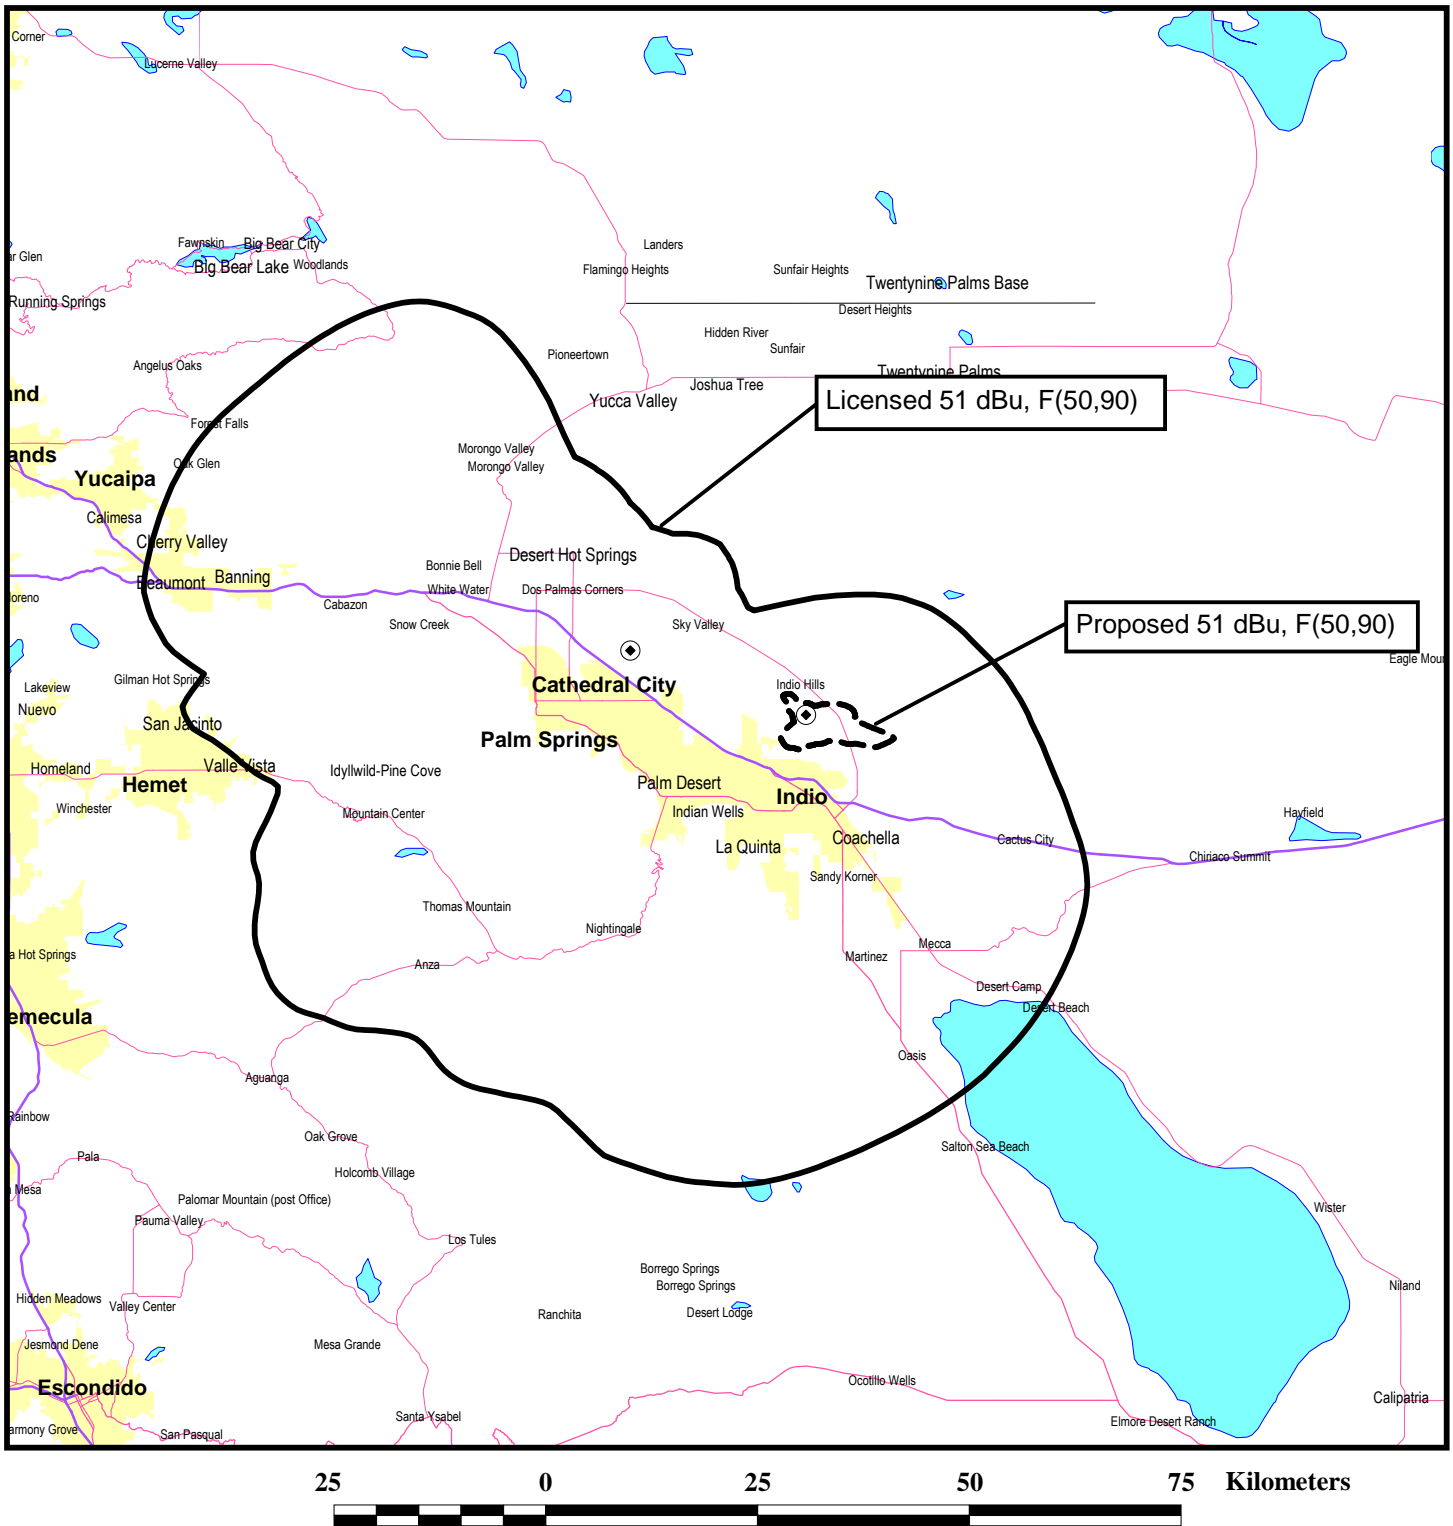 Corner
Lucerne Valley
Fawnskin
Big Bear City
Landers
ar Glen
Big Bear Lake
Woodlands
Flamingo Heights
Sunfair Heights
Twentynine Palms Base
Running Springs
Desert Heights
Hidden River
Sunfair
Pioneertown
Angelus Oaks
Twentynine Palms
Joshua Tree
and
Yucca Valley
Licensed 51 dBu, F(50,90)
Forest Falls
Morongo Valley
ands
Oak Glen
Morongo Valley
Yucaipa
Calimesa
Cherry Valley
Desert Hot Springs
Bonnie Bell
Beaumont
Banning
White Water
Dos Palmas Corners
loreno
Cabazon
Snow Creek
Sky Valley
Proposed 51 dBu, F(50,90)
Eagle Mour
Gilman Hot Springs
Lakeview
Cathedral City
Indio Hills
Nuevo
San Jacinto
Palm Springs
Homeland
Valle Vista
Idyllwild-Pine Cove
Hemet
Palm Desert
Indio
Winchester
Mountain Center
Indian Wells
Hayfield
La Quinta
Coachella
Cactus City
Chiriaco Summit
Sandy Korner
Thomas Mountain
Nightingale
Mecca
a Hot Springs
Anza
Martinez
Desert Camp
Desert Beach
emecula
Oasis
Aguanga
Rainbow
Oak Grove
Salton Sea Beach
Pala
Holcomb Village
n Mesa
Palomar Mountain (post Office)
Wister
Pauma Valley
Los Tules
Borrego Springs
Borrego Springs
Niland
Hidden Meadows
Valley Center
Ranchita
Desert Lodge
Jesmond Dene
Mesa Grande
Escondido
Ocotillo Wells
Calipatria
Santa Ysabel
Elmore Desert Ranch
armony Grove
San Pasqual
25 0 25 50 75 Kilometers